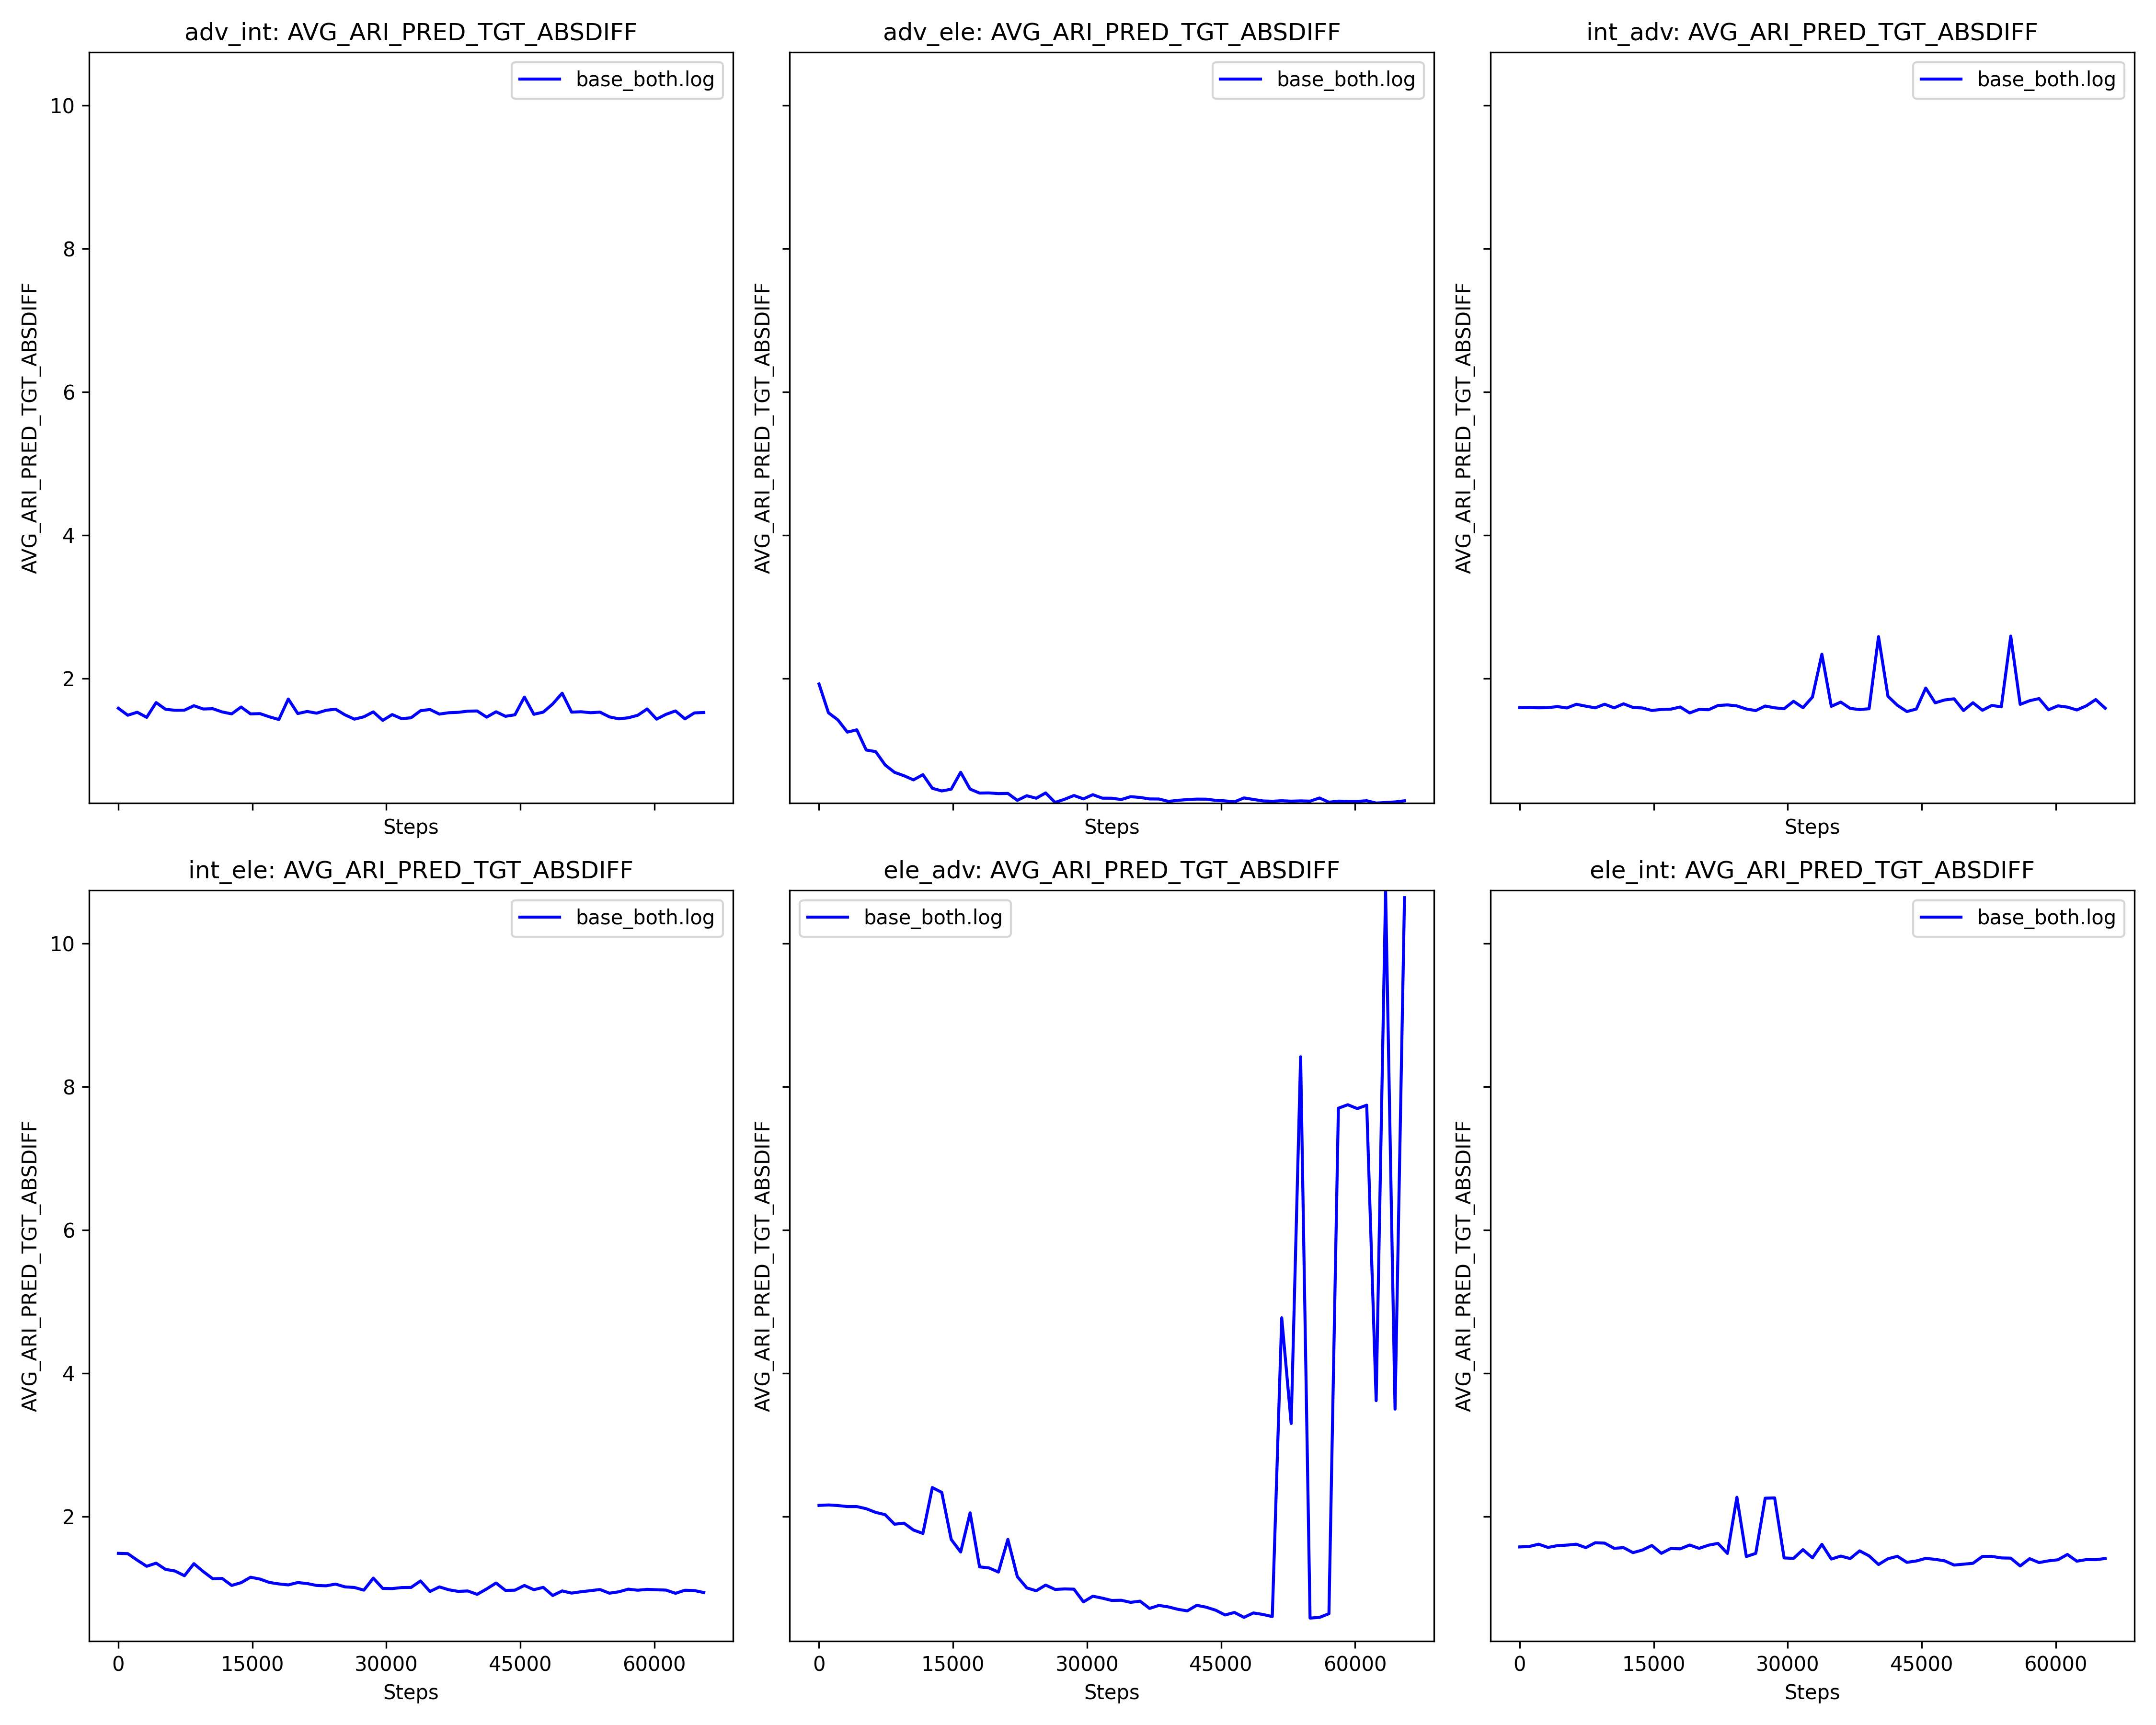 adv_int: AVG_ARI_PRED_TGT_ABSDIFF
adv_ele: AVG_ARI_PRED_TGT_ABSDIFF
int_adv: AVG_ARI_PRED_TGT_ABSDIFF
AVG_ARI_PRED_TGT_ABSDIFF
10
8
6
4
2
base_both.log
Steps
AVG_ARI_PRED_TGT_ABSDIFF
base_both.log
Steps
AVG_ARI_PRED_TGT_ABSDIFF
base_both.log
Steps
int_ele: AVG_ARI_PRED_TGT_ABSDIFF
ele_adv: AVG_ARI_PRED_TGT_ABSDIFF
ele_int: AVG_ARI_PRED_TGT_ABSDIFF
AVG_ARI_PRED_TGT_ABSDIFF
10
8
6
4
2
base_both.log
0 15000 30000 45000 60000
Steps
AVG_ARI_PRED_TGT_ABSDIFF
base_both.log
0 15000 30000 45000 60000
Steps
AVG_ARI_PRED_TGT_ABSDIFF
base_both.log
0 15000 30000 45000 60000
Steps